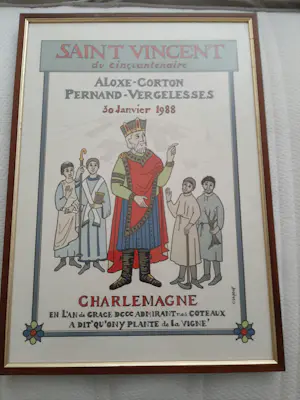 SAINT VINCENT
du Cinquantenaire
ALOXE-CORTON
PERNAND-VERGELESSES
30 Janvier 1988
CHARLEMAGNE
EN L'AN de GRACE DCCC ADMIRANT nos COTEAUX
A DIT "QU'ON Y PLANTE de LA VIGNE"